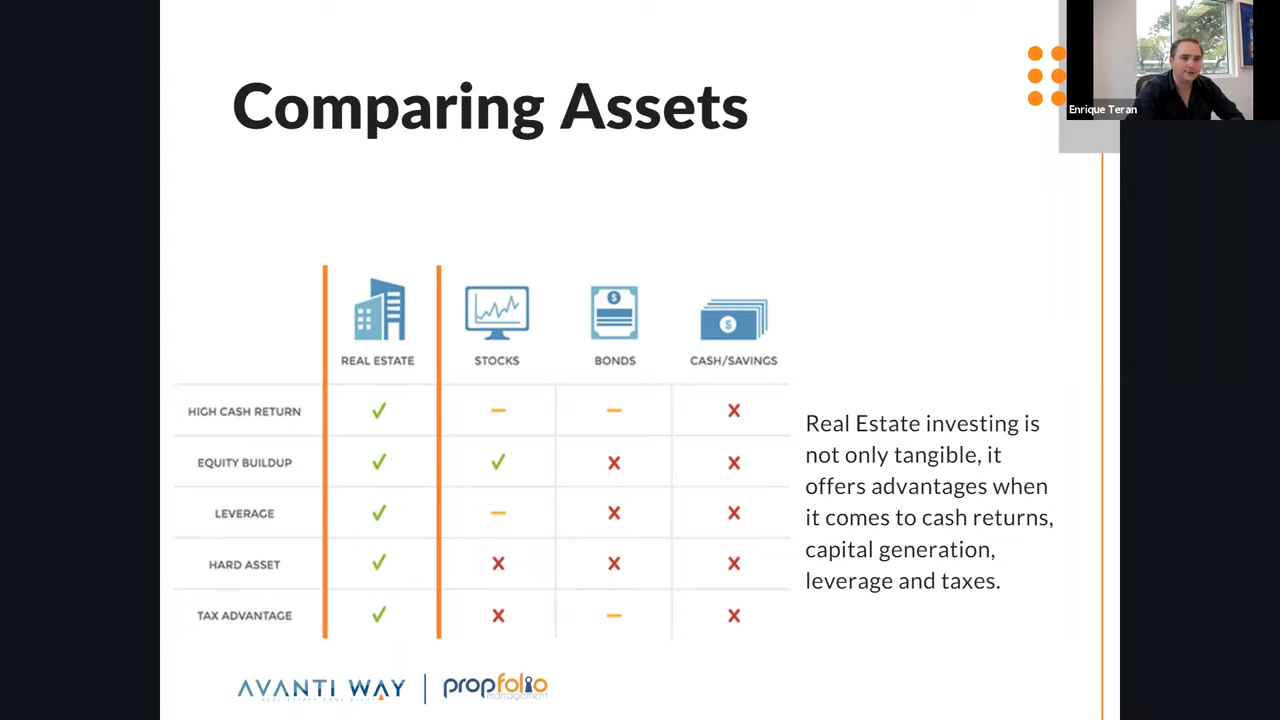 Comparing Assets
Enrique Teran
REAL ESTATE STOCKS BONDS CASH/SAVINGS
HIGH CASH RETURN
EQUITY BUILDUP
LEVERAGE
HARD ASSET
TAX ADVANTAGE
Real Estate investing is
not only tangible, it
offers advantages when
it comes to cash returns,
capital generation,
leverage and taxes.
AVANTI WAY propfolio
management